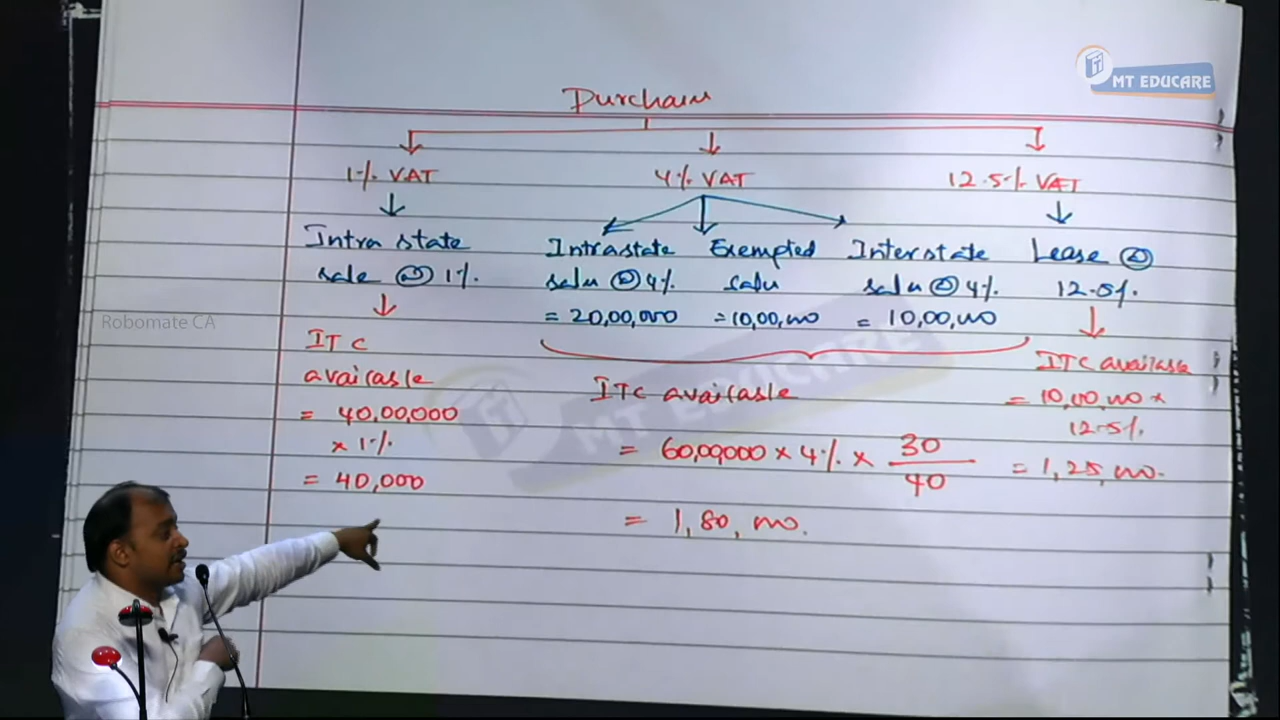 MT EDUCARE
Purchase
1% VAT
4% VAT
12.5% VAT
Intra state
sale @ 1%.
Intrastate
sales @ 4%
= 20,00,000
Exempted
sales
= 10,00,000
Interstate
sales @ 4%
= 10,00,000
Lease @
12.5%.
Robomate CA
ITC
available
= 40,00,000
x 1%
= 40,000
ITC available
= 60,00,000 x 4% x 30/40
= 1,80,000.
ITC available
= 10,00,000 x
12.5%
= 1,25,000.
MT EDUCARE